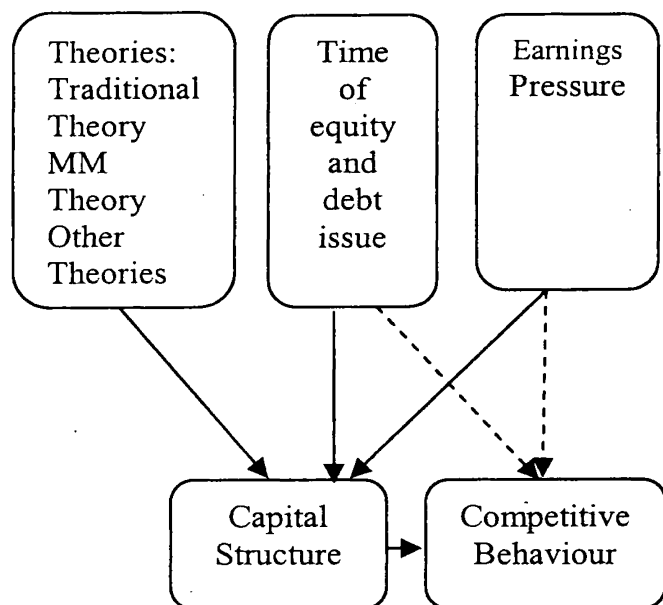 Theories:
Traditional
Theory
MM
Theory
Other
Theories
Time
of
equity
and
debt
issue
Earnings
Pressure
Capital
Structure
Competitive
Behaviour